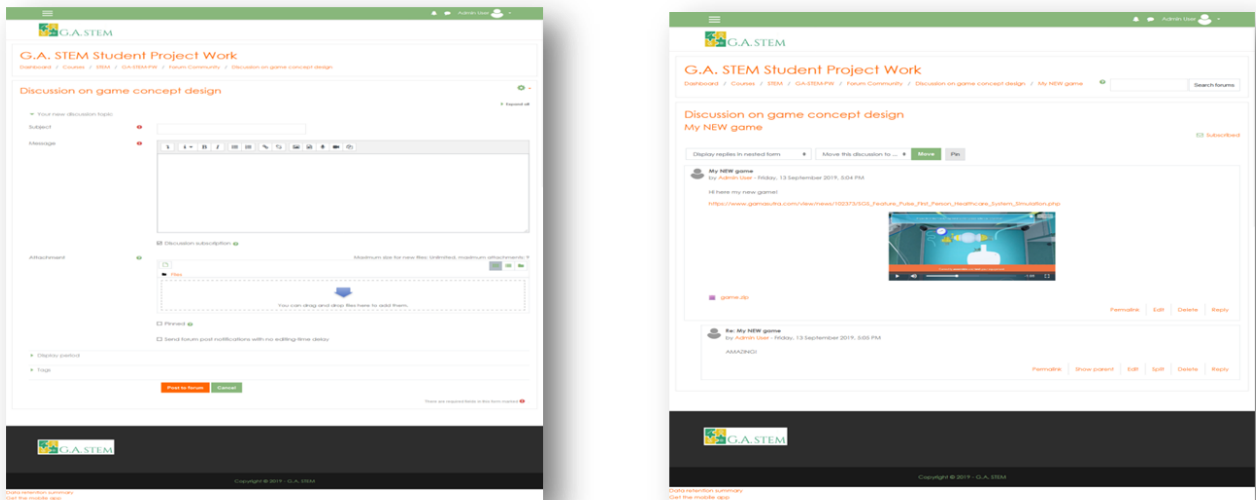 Admin User
G.A. STEM
G.A. STEM Student Project Work
Dashboard / Courses / STEM / GA-STEM-PW / Forum Community / Discussion on game concept design
Discussion on game concept design
Expand all
Your new discussion topic
Subject
Message
Discussion subscription
Attachment
Maximum size for new files: Unlimited, maximum attachments: 9
Files
You can drag and drop files here to add them.
Pinned
Send forum post notifications with no editing time delay
Display period
Tags
Post to forum Cancel
There are required fields in this form marked
G.A. STEM
Copyright © 2019 - G.A. STEM
Data retention summary
Get the mobile app
Admin User
G.A. STEM
G.A. STEM Student Project Work
Dashboard / Courses / STEM / GA-STEM-PW / Forum Community / Discussion on game concept design / My NEW game
Search forums
Discussion on game concept design
My NEW game
Subscribed
Display replies in nested form Move this discussion to ... Move Pin
My NEW game
by Admin User - Friday, 13 September 2019, 5:04 PM
Hi here my new game!
https://www.gamasutra.com/view/news/102373/SGS_Feature_Pulse_First_Person_Healthcare_System_Simulation.php
game.zip
Permalink Edit Delete Reply
Re: My NEW game
by Admin User - Friday, 13 September 2019, 5:05 PM
AMAZING!
Permalink Show parent Edit Split Delete Reply
G.A. STEM
Copyright © 2019 - G.A. STEM
Data retention summary
Get the mobile app